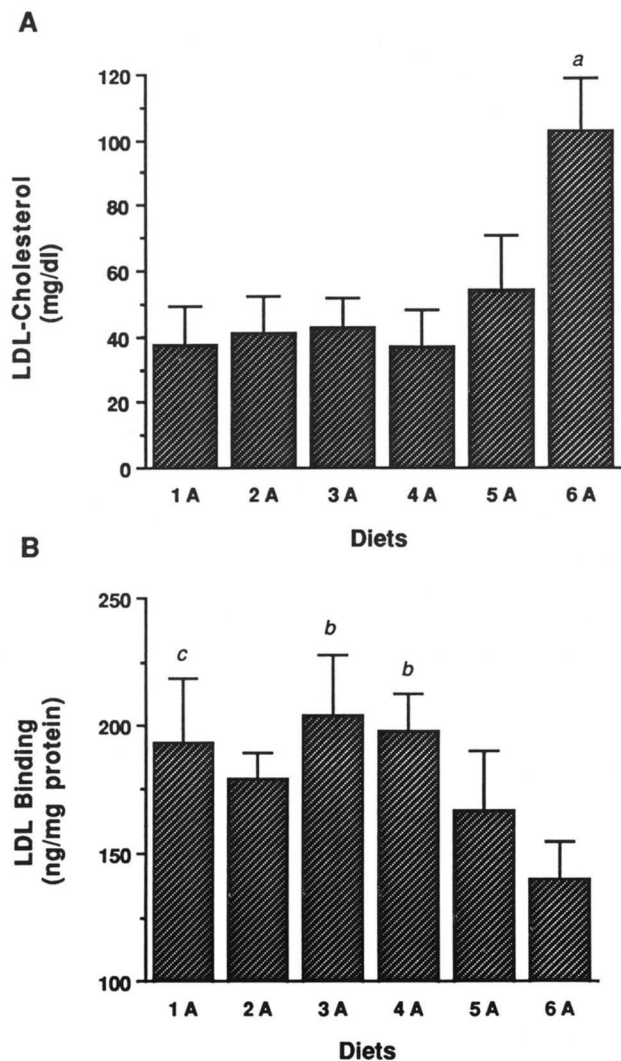 A
LDL-Cholesterol
(mg/dl)
120
100
80
60
40
20
0
a
1 A 2 A 3 A 4 A 5 A 6 A
Diets
B
LDL Binding
(ng/mg protein)
250
200
150
100
c b b
1 A 2 A 3 A 4 A 5 A 6 A
Diets